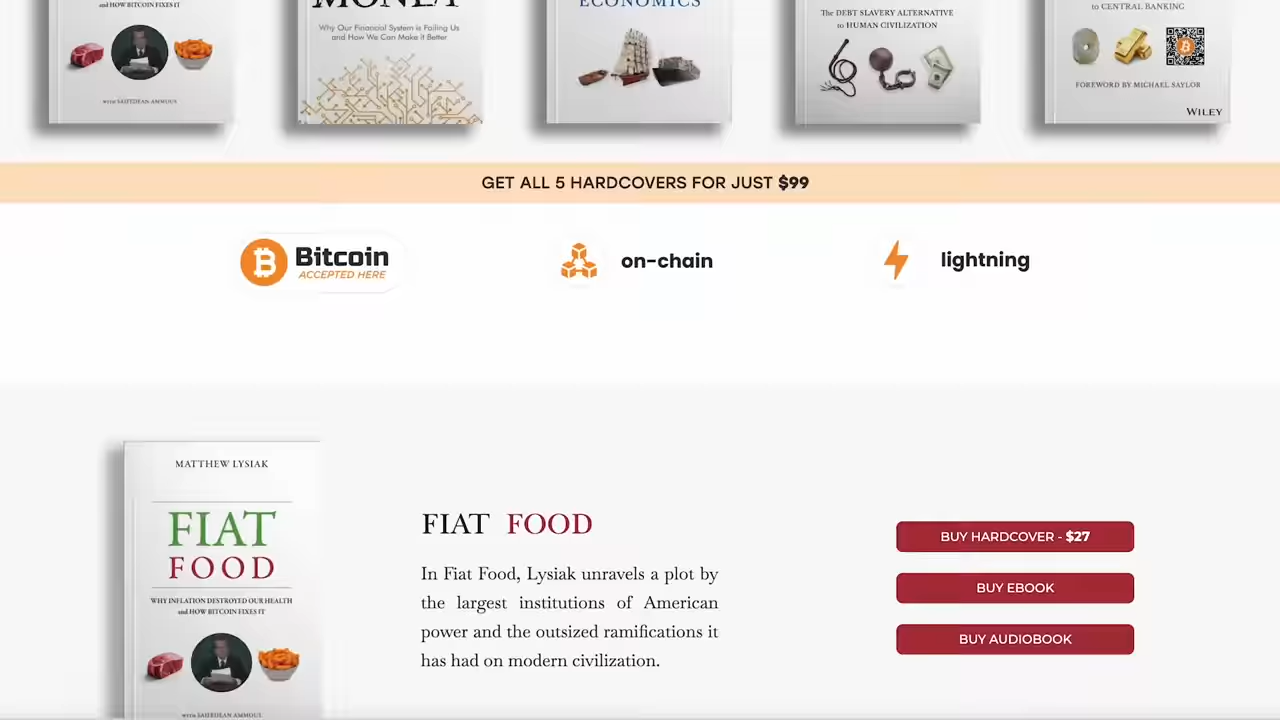 and HOW BITCOIN FIXES IT
with SAIFEDEAN AMMOUS
MONEY
Why Our Financial System is Failing Us
and How We Can Make it Better
ECONOMICS
The DEBT SLAVERY ALTERNATIVE
to HUMAN CIVILIZATION
to CENTRAL BANKING
FOREWORD BY MICHAEL SAYLOR
WILEY
GET ALL 5 HARDCOVERS FOR JUST $99
Bitcoin
ACCEPTED HERE
on-chain
lightning
MATTHEW LYSIAK
FIAT
FOOD
WHY INFLATION DESTROYED OUR HEALTH
and HOW BITCOIN FIXES IT
with SAIFEDEAN AMMOUS
FIAT FOOD
In Fiat Food, Lysiak unravels a plot by
the largest institutions of American
power and the outsized ramifications it
has had on modern civilization.
BUY HARDCOVER - $27
BUY EBOOK
BUY AUDIOBOOK